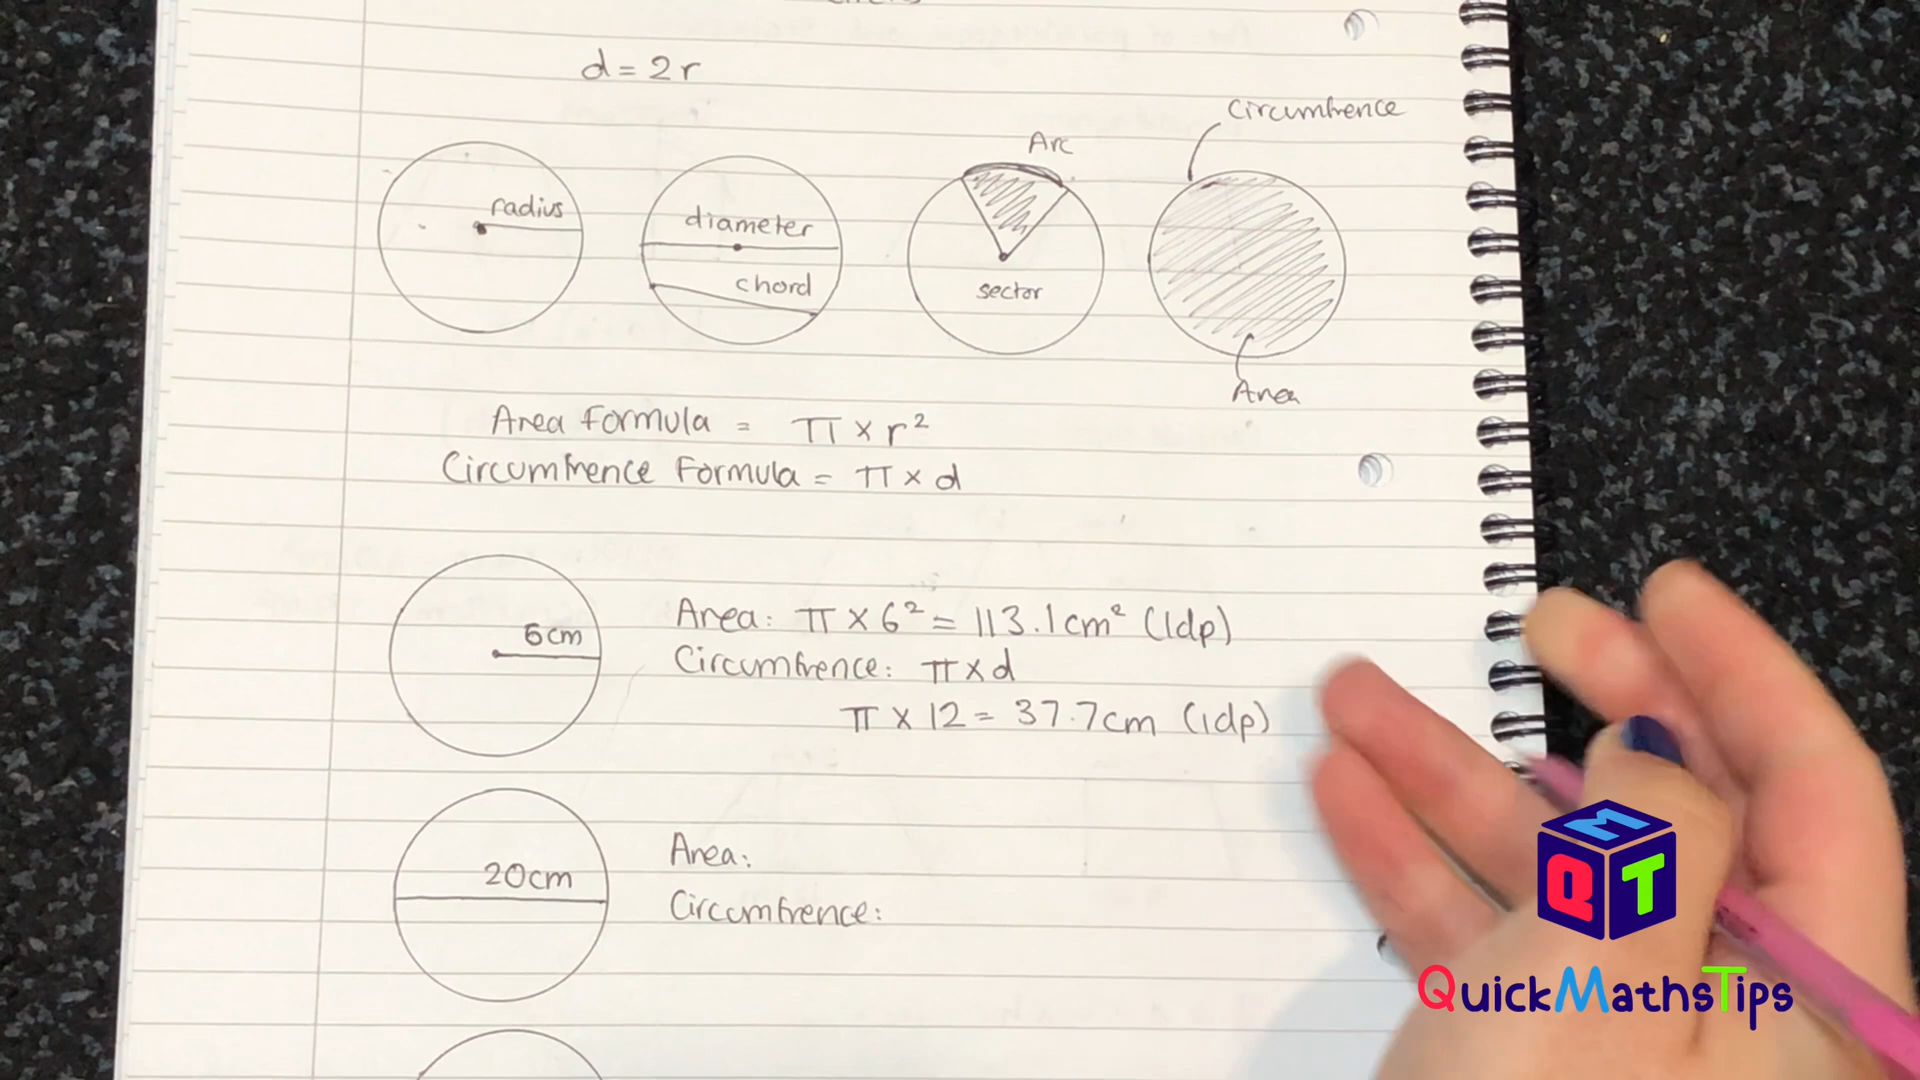 d = 2r
Circumfrence
Arc
radius
diameter
chord
sector
Area
Area Formula = π × r²
Circumfrence Formula = π × d
6cm
Area: π × 6² = 113.1cm² (1dp)
Circumfrence: π × d
π × 12 = 37.7cm (1dp)
20cm
Area:
Circumfrence:
M
Q T
QuickMathsTips